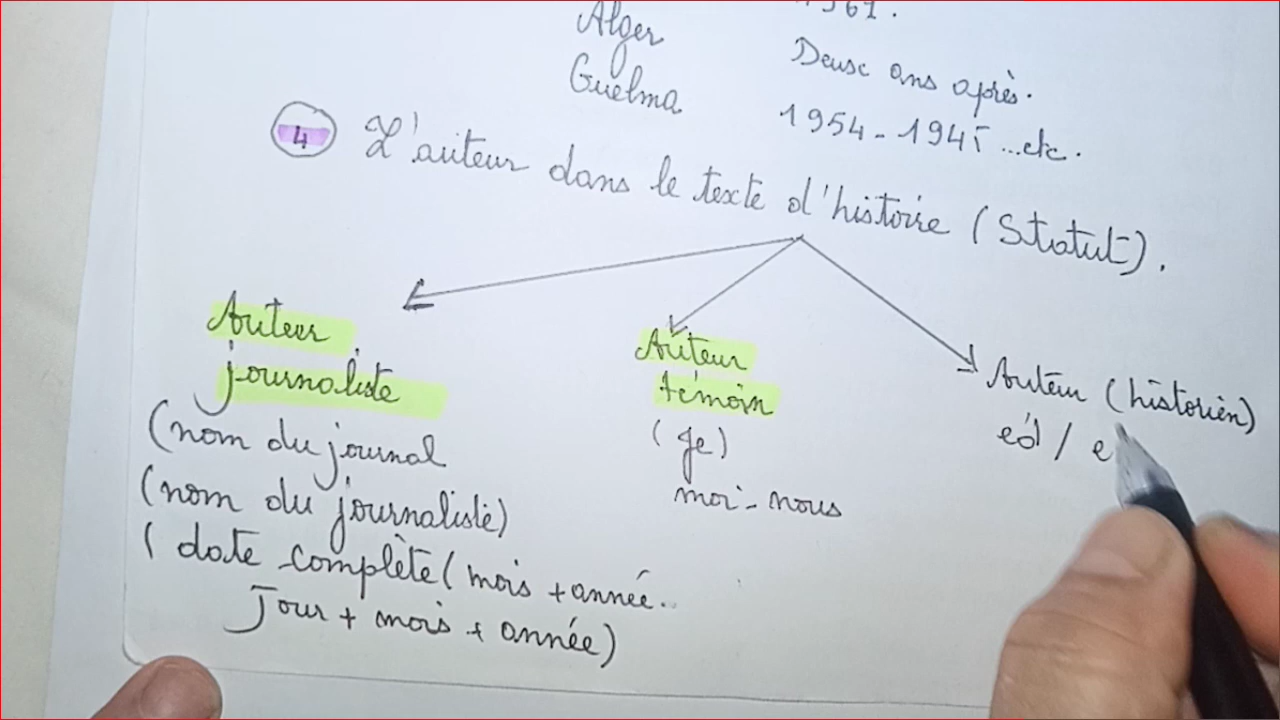 Alger
Deux ans après.
Guelma
1954 - 1945 ...etc.
4 L'auteur dans le texte d'histoire (Statut).
Auteur
journaliste
(nom du journal
(nom du journaliste)
( date complète (mois + année.
Jour + mois + année)
Auteur
témoin
(je)
moi - nous
Auteur (historien)
ed / e